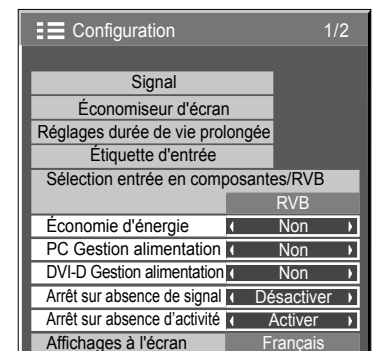 Configuration 1/2
Signal
Économiseur d'écran
Réglages durée de vie prolongée
Étiquette d'entrée
Sélection entrée en composantes/RVB
RVB
Économie d'énergie Non
PC Gestion alimentation Non
DVI-D Gestion alimentation Non
Arrêt sur absence de signal Désactiver
Arrêt sur absence d'activité Activer
Affichages à l'écran Français